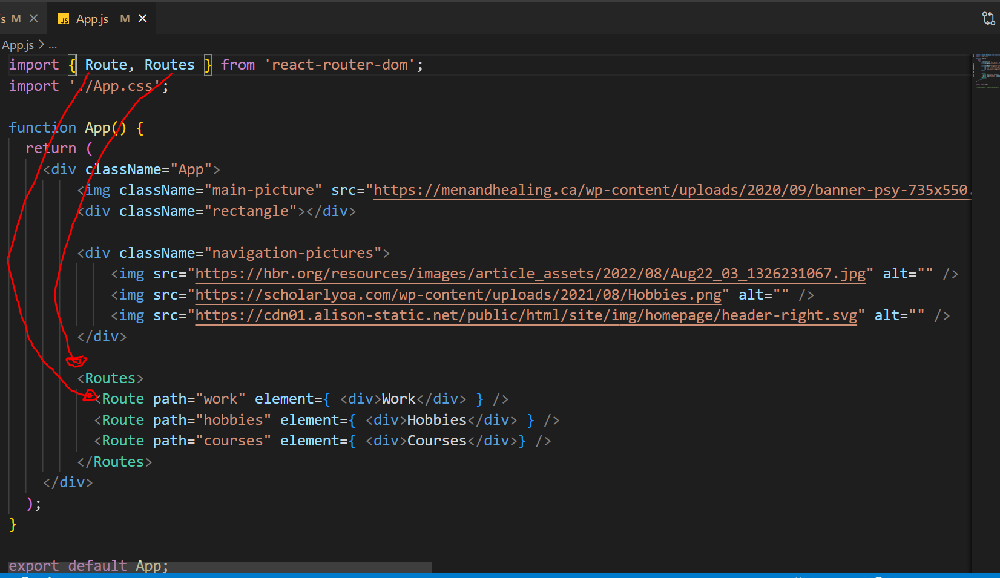 s M ×
JS App.js M ×
App.js > ...
import { Route, Routes } from 'react-router-dom';
import './App.css';
function App() {
return (
<div className="App">
<img className="main-picture" src="https://menandhealing.ca/wp-content/uploads/2020/09/banner-psy-735x550.
<div className="rectangle"></div>
<div className="navigation-pictures">
<img src="https://hbr.org/resources/images/article_assets/2022/08/Aug22_03_1326231067.jpg" alt="" />
<img src="https://scholarlyoa.com/wp-content/uploads/2021/08/Hobbies.png" alt="" />
<img src="https://cdn01.alison-static.net/public/html/site/img/homepage/header-right.svg" alt="" />
</div>
<Routes>
<Route path="work" element={ <div>Work</div> } />
<Route path="hobbies" element={ <div>Hobbies</div> } />
<Route path="courses" element={ <div>Courses</div>} />
</Routes>
</div>
);
}
export default App;